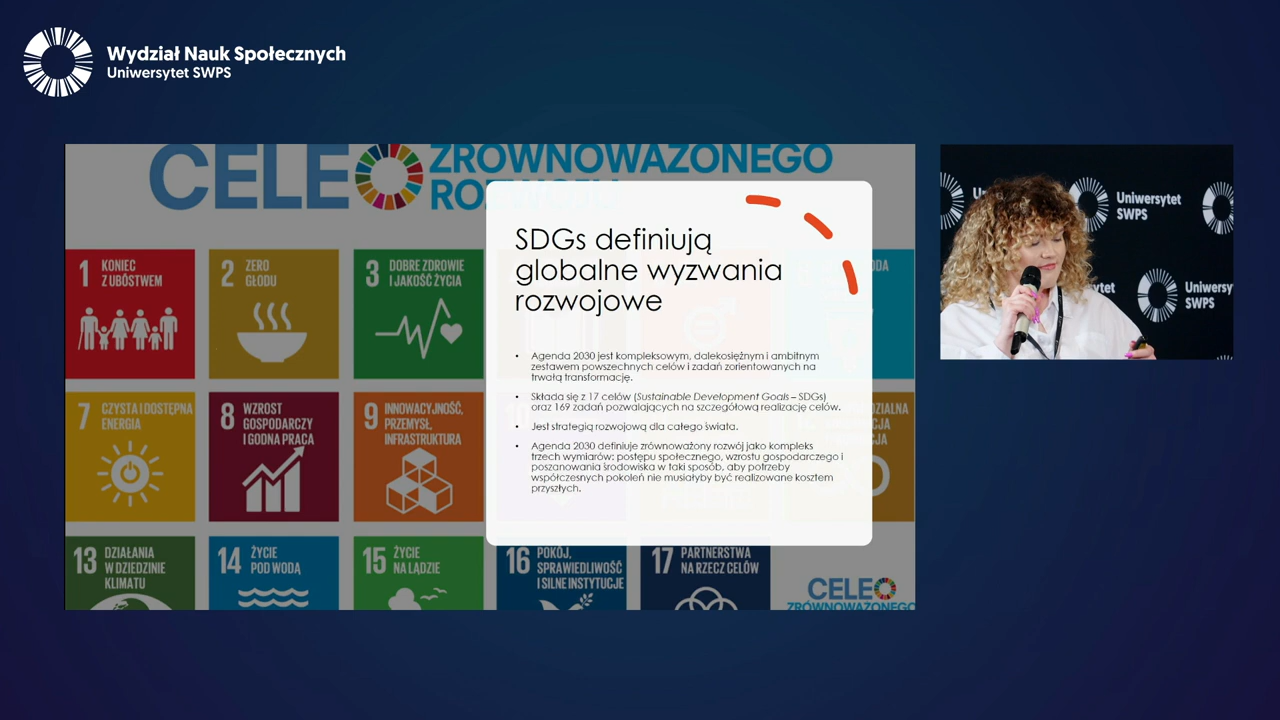 Wydział Nauk Społecznych
Uniwersytet SWPS
CELE
ZRÓWNOWAŻONEGO
1 KONIEC
Z UBÓSTWEM
2 ZERO
GŁODU
3 DOBRE ZDROWIE
I JAKOŚĆ ŻYCIA
7 CZYSTA I DOSTĘPNA
ENERGIA
8 WZROST
GOSPODARCZY
I GODNA PRACA
9 INNOWACYJNOŚĆ,
PRZEMYSŁ,
INFRASTRUKTURA
13 DZIAŁANIA
W DZIEDZINIE
KLIMATU
14 ŻYCIE
POD WODĄ
15 ŻYCIE
NA LĄDZIE
16 POKÓJ,
SPRAWIEDLIWOŚĆ
I SILNE INSTYTUCJE
17 PARTNERSTWA
NA RZECZ CELÓW
CELE
ZRÓWNOWAŻONEGO
SDGs definiują
globalne wyzwania
rozwojowe
• Agenda 2030 jest kompleksowym, dalekosiężnym i ambitnym
zestawem powszechnych celów i zadań zorientowanych na
trwałą transformację.
• Składa się z 17 celów (Sustainable Development Goals – SDGs)
oraz 169 zadań pozwalających na szczegółową realizację celów.
• Jest strategią rozwojową dla całego świata.
• Agenda 2030 definiuje zrównoważony rozwój jako kompleks
trzech wymiarów: postępu społecznego, wzrostu gospodarczego i
poszanowania środowiska w taki sposób, aby potrzeby
współczesnych pokoleń nie musiałyby być realizowane kosztem
przyszłych.
Uniwersytet
SWPS
SWPS